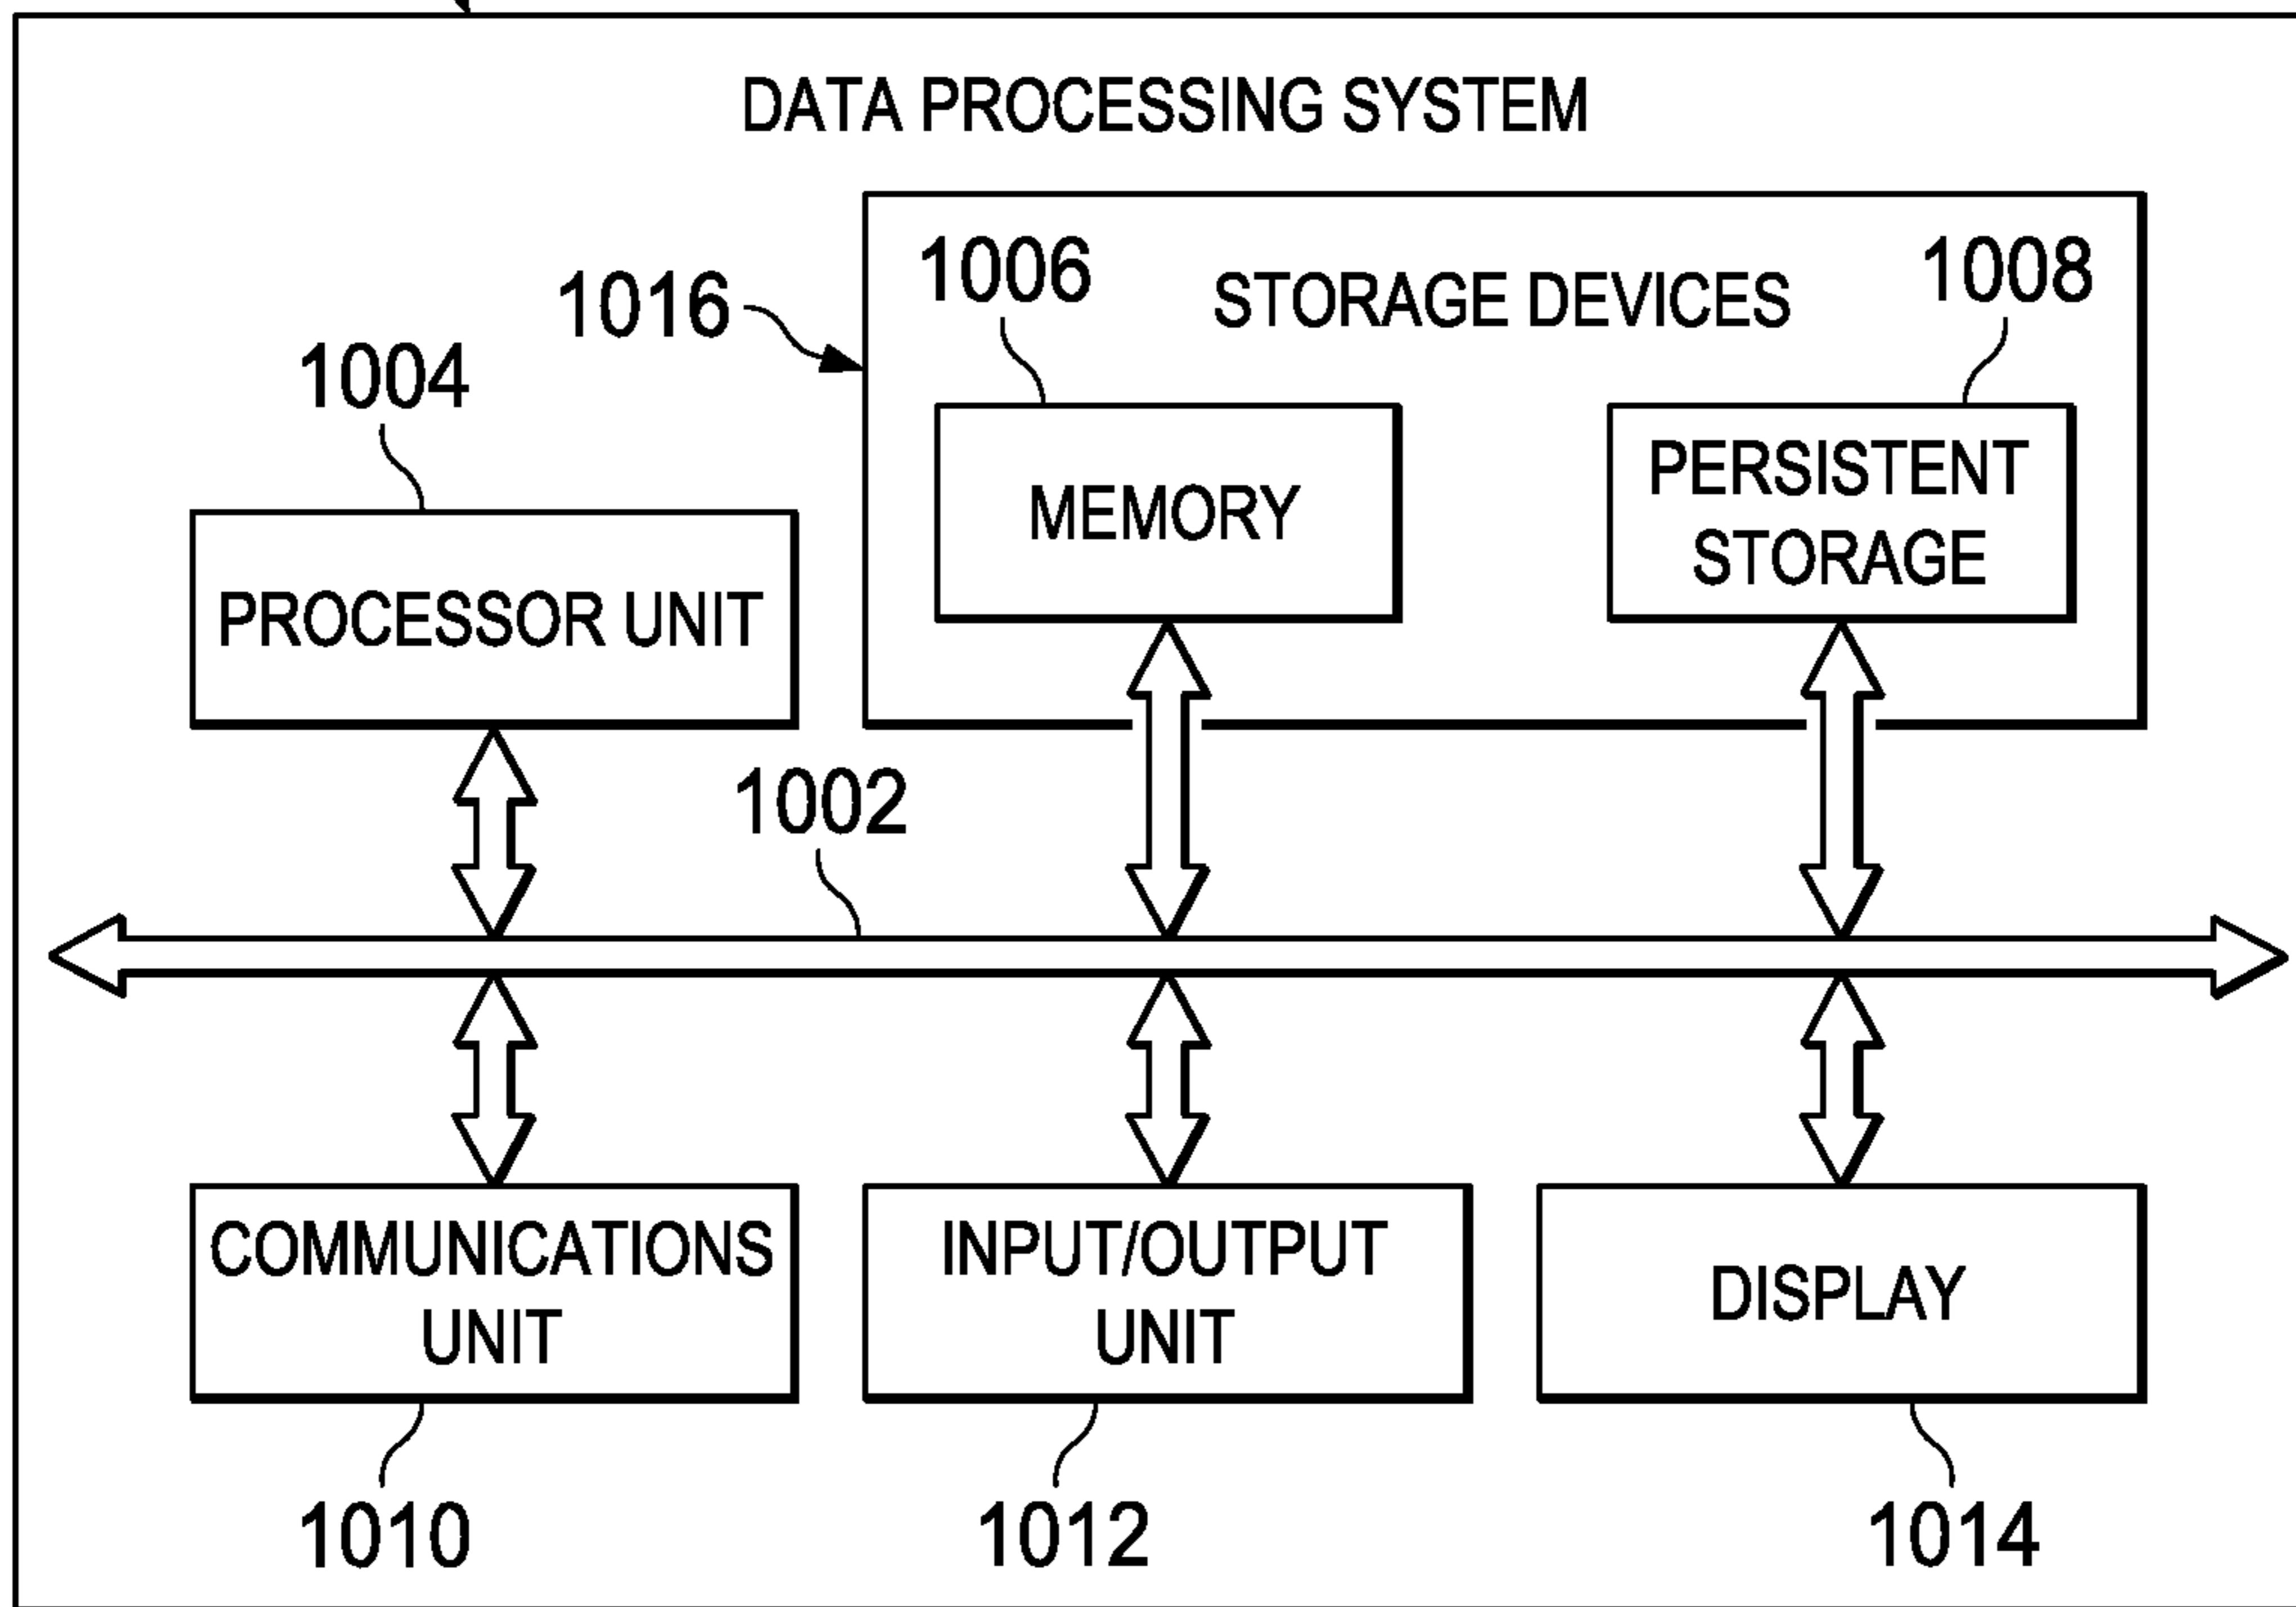 DATA PROCESSING SYSTEM
1016
1006
STORAGE DEVICES
1008
1004
MEMORY
PERSISTENT
STORAGE
PROCESSOR UNIT
1002
COMMUNICATIONS
UNIT
INPUT/OUTPUT
UNIT
DISPLAY
1010
1012
1014